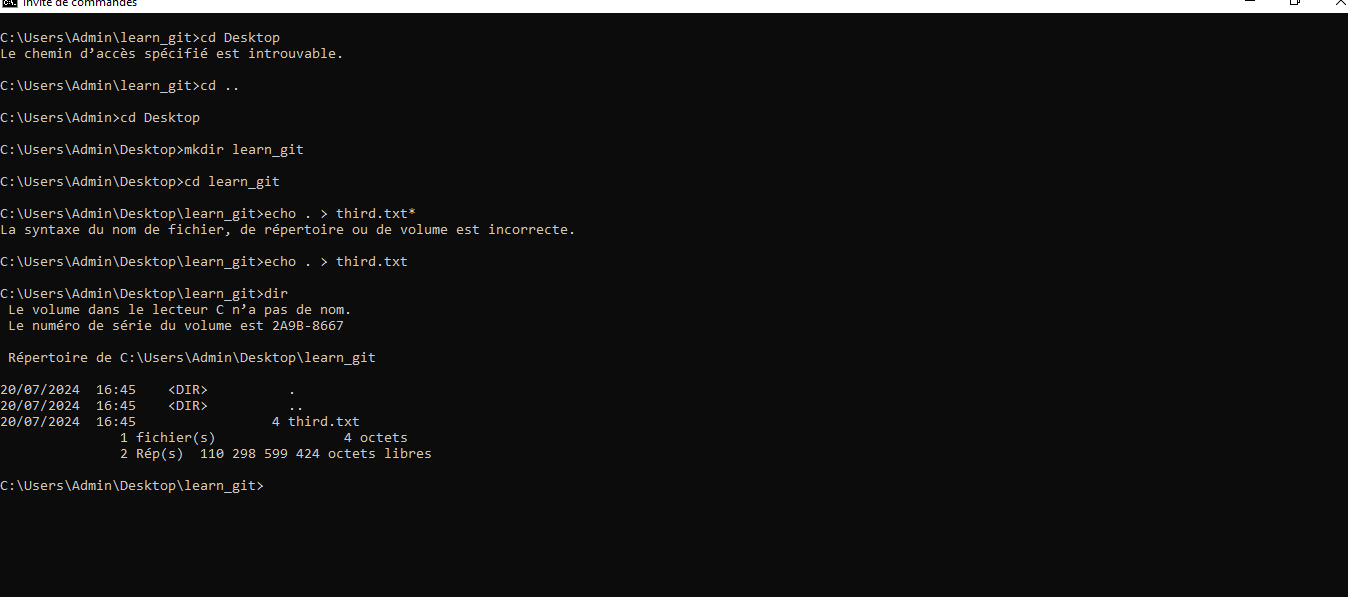 Invite de commandes
C:\Users\Admin\learn_git>cd Desktop
Le chemin d’accès spécifié est introuvable.
C:\Users\Admin\learn_git>cd ..
C:\Users\Admin>cd Desktop
C:\Users\Admin\Desktop>mkdir learn_git
C:\Users\Admin\Desktop>cd learn_git
C:\Users\Admin\Desktop\learn_git>echo . > third.txt*
La syntaxe du nom de fichier, de répertoire ou de volume est incorrecte.
C:\Users\Admin\Desktop\learn_git>echo . > third.txt
C:\Users\Admin\Desktop\learn_git>dir
Le volume dans le lecteur C n’a pas de nom.
Le numéro de série du volume est 2A9B-8667
Répertoire de C:\Users\Admin\Desktop\learn_git
20/07/2024  16:45    <DIR>          .
20/07/2024  16:45    <DIR>          ..
20/07/2024  16:45                 4 third.txt
1 fichier(s)                4 octets
2 Rép(s)  110 298 599 424 octets libres
C:\Users\Admin\Desktop\learn_git>